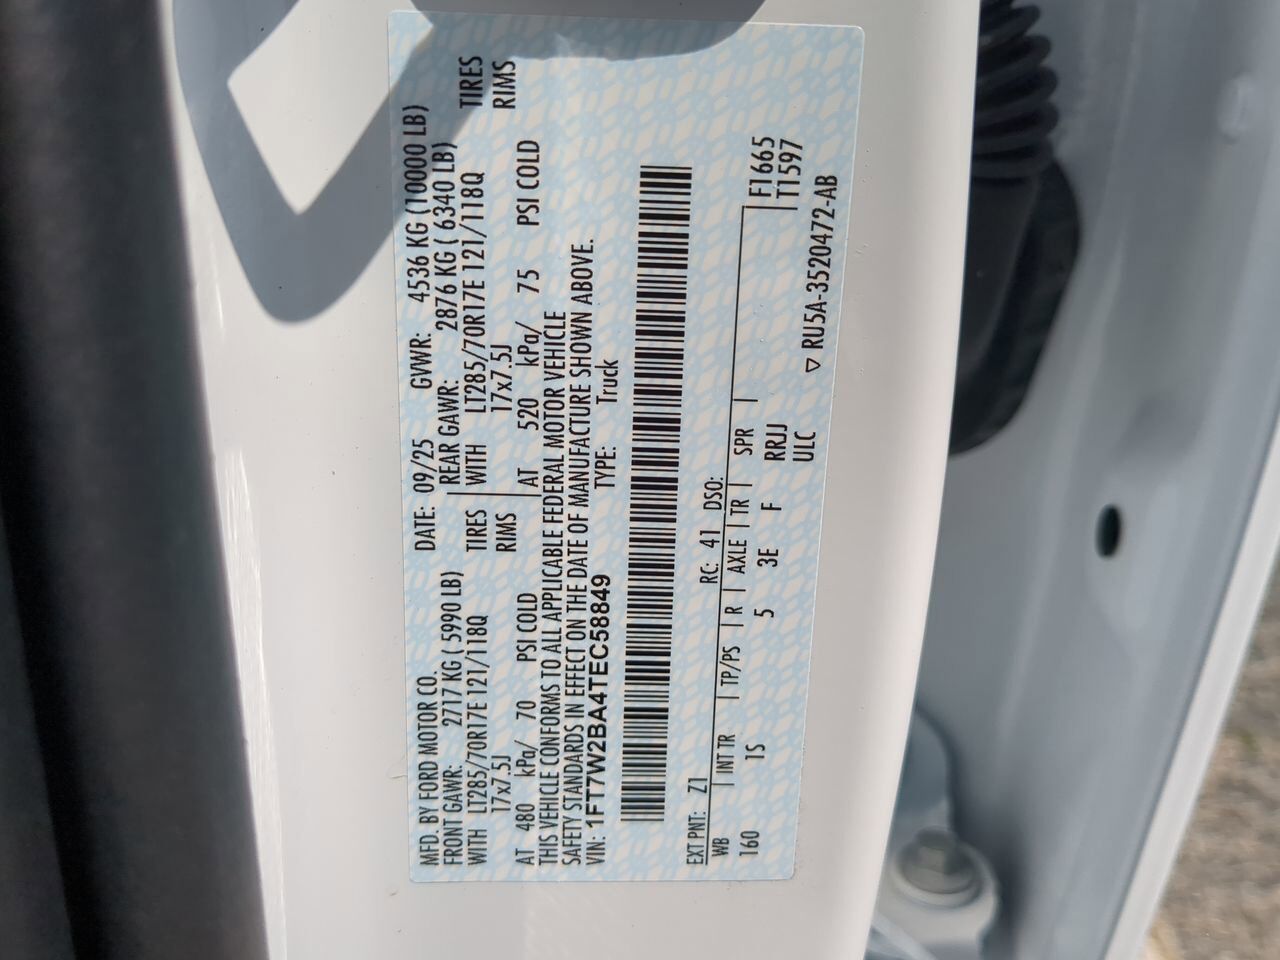 MFD. BY FORD MOTOR CO. DATE: 09/25 GVWR: 4536 KG (10000 LB)
FRONT GAWR: 2717 KG ( 5990 LB) REAR GAWR: 2876 KG ( 6340 LB)
WITH LT285/70R17E 121/118Q TIRES WITH LT285/70R17E 121/118Q TIRES
17x7.5J RIMS 17x7.5J RIMS
AT 480 kPa/ 70 PSI COLD AT 520 kPa/ 75 PSI COLD
THIS VEHICLE CONFORMS TO ALL APPLICABLE FEDERAL MOTOR VEHICLE
SAFETY STANDARDS IN EFFECT ON THE DATE OF MANUFACTURE SHOWN ABOVE.
VIN: 1FT7W2BA4TEC58849 TYPE: Truck
EXT PNT: Z1 RC: 41 DSO:
WB INT TR TP/PS R AXLE TR SPR F1665
160 1S 5 3E F RRJJ T1597
ULC
▽ RU5A-3520472-AB